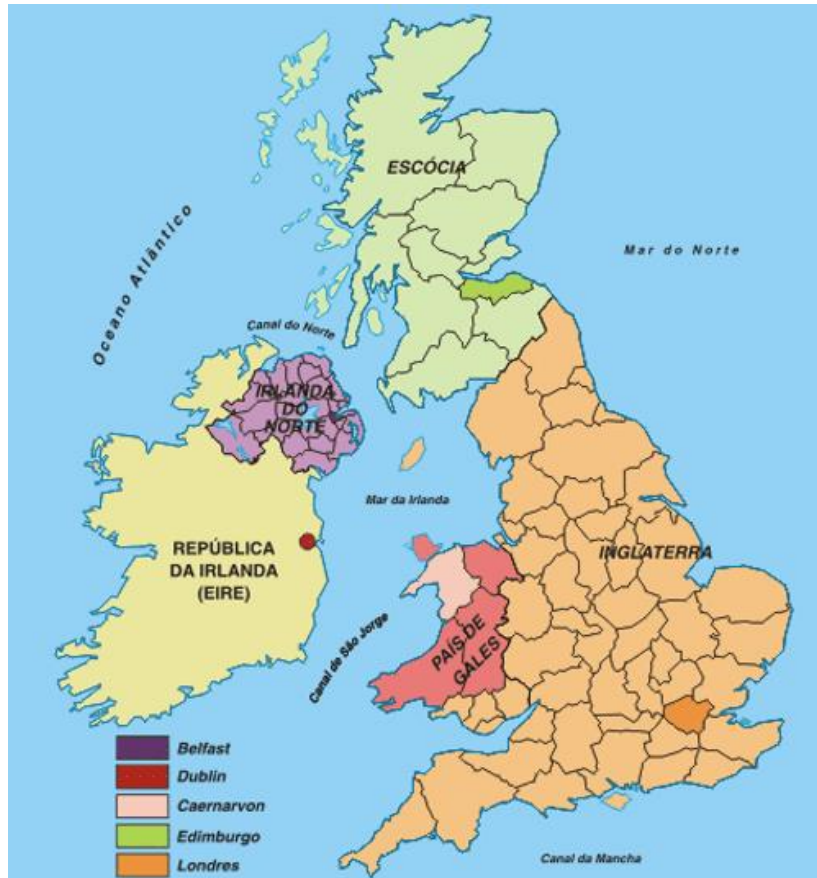 ESCÓCIA
Oceano Atlântico
Mar do Norte
Canal do Norte
IRLANDA
DO
NORTE
Mar da Irlanda
REPÚBLICA
DA IRLANDA
(EIRE)
INGLATERRA
Canal de São Jorge
PAÍS DE
GALES
Belfast
Dublin
Caernarvon
Edimburgo
Londres
Canal da Mancha